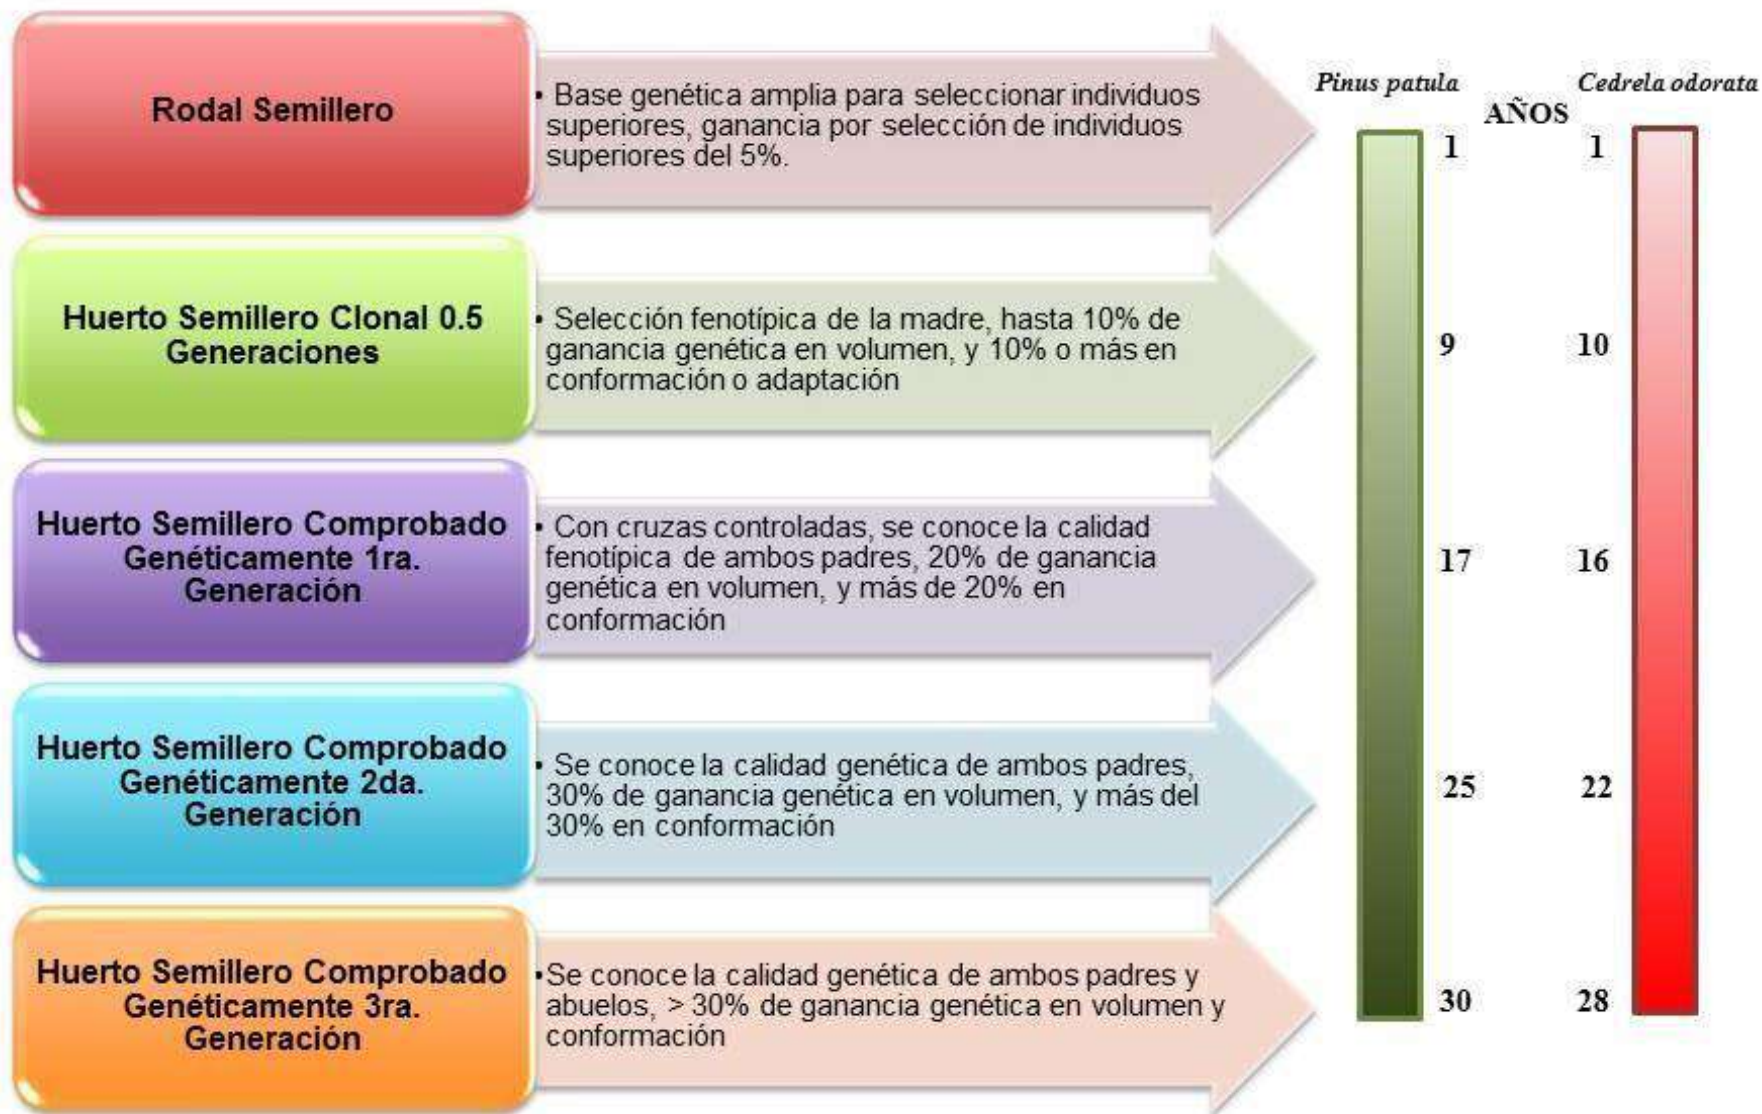 Rodal Semillero
• Base genética amplia para seleccionar individuos
superiores, ganancia por selección de individuos
superiores del 5%.
Huerto Semillero Clonal 0.5
Generaciones
• Selección fenotípica de la madre, hasta 10% de
ganancia genética en volumen, y 10% o más en
conformación o adaptación
Huerto Semillero Comprobado
Genéticamente 1ra.
Generación
• Con cruzas controladas, se conoce la calidad
fenotípica de ambos padres, 20% de ganancia
genética en volumen, y más de 20% en
conformación
Huerto Semillero Comprobado
Genéticamente 2da.
Generación
• Se conoce la calidad genética de ambos padres,
30% de ganancia genética en volumen, y más del
30% en conformación
Huerto Semillero Comprobado
Genéticamente 3ra.
Generación
• Se conoce la calidad genética de ambos padres y
abuelos, > 30% de ganancia genética en volumen y
conformación
Pinus patula Cedrela odorata
AÑOS
1 1
9 10
17 16
25 22
30 28